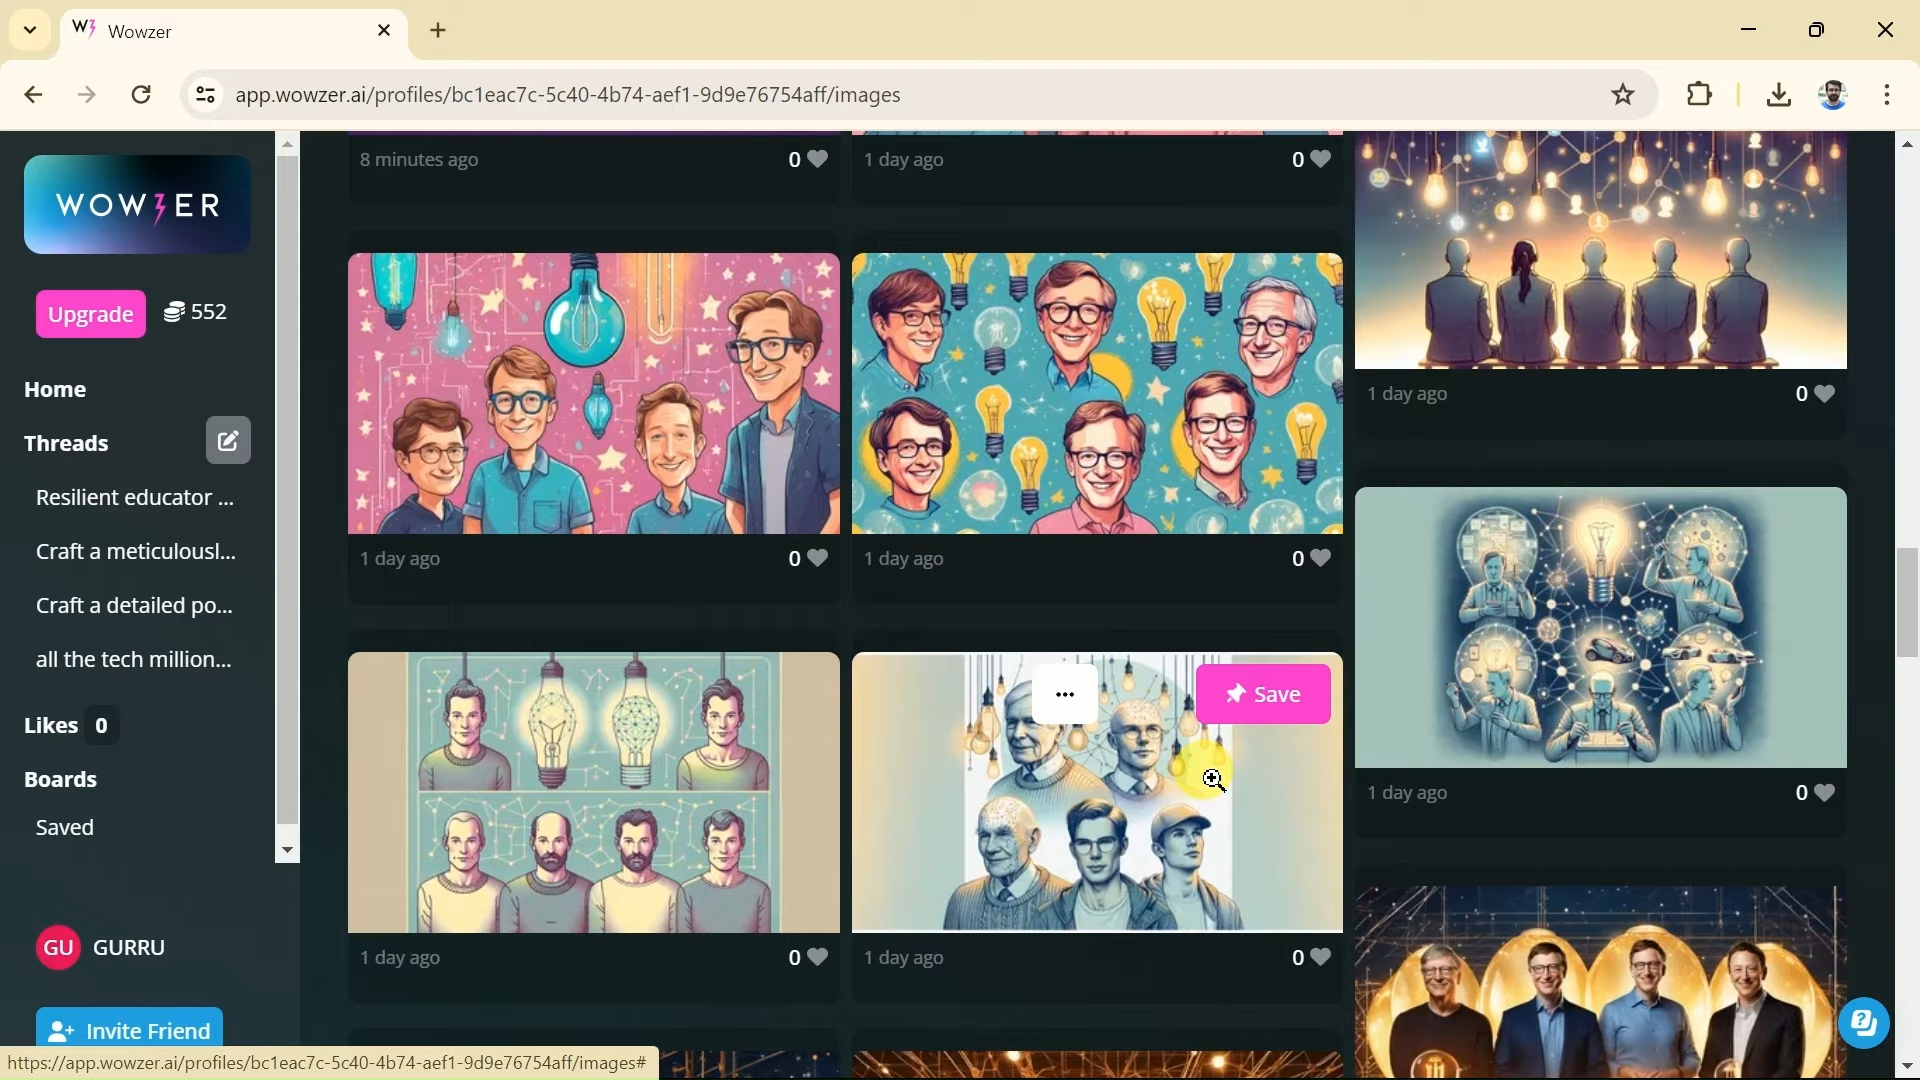 Wowzer
app.wowzer.ai/profiles/bc1eac7c-5c40-4b74-aef1-9d9e76754aff/images
WOWZER
Upgrade 552
Home
Threads
Resilient educator ...
Craft a meticulousl...
Craft a detailed po...
all the tech million...
Likes 0
Boards
Saved
GU GURRU
Invite Friend
8 minutes ago 0
1 day ago 0
1 day ago 0
1 day ago 0
1 day ago 0
Save
1 day ago 0
1 day ago 0
1 day ago 0
https://app.wowzer.ai/profiles/bc1eac7c-5c40-4b74-aef1-9d9e76754aff/images#